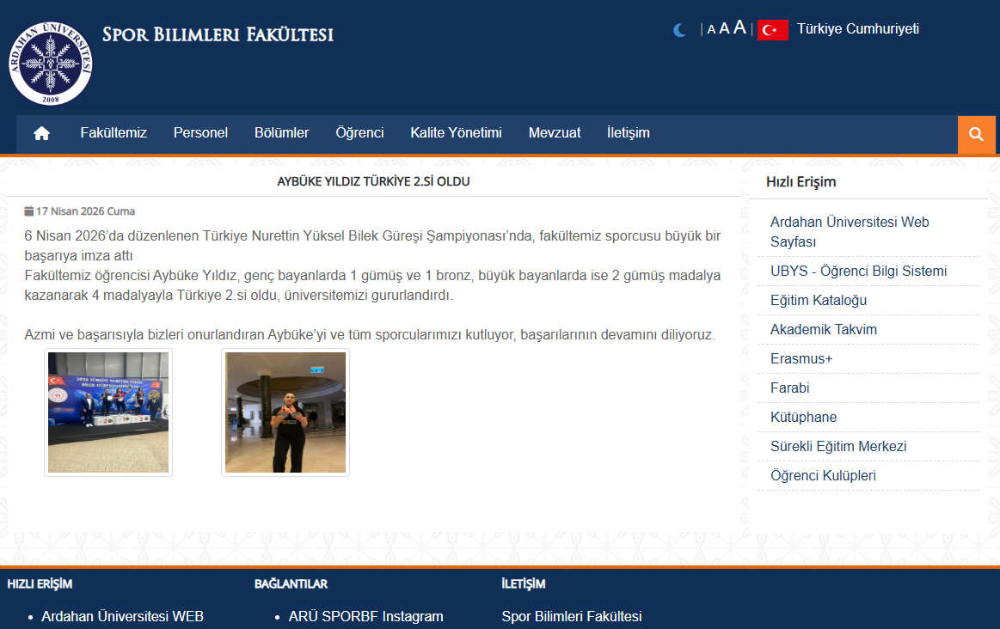 ARDAHAN ÜNİVERSİTESİ
2008
SPOR BILIMLERI FAKÜLTESI
| A A A |
Türkiye Cumhuriyeti
Fakültemiz Personel Bölümler Öğrenci Kalite Yönetimi Mevzuat İletişim
AYBÜKE YILDIZ TÜRKİYE 2.Sİ OLDU
17 Nisan 2026 Cuma
6 Nisan 2026’da düzenlenen Türkiye Nurettin Yüksel Bilek Güreşi Şampiyonası’nda, fakültemiz sporcusu büyük bir
başarıya imza attı
Fakültemiz öğrencisi Aybüke Yıldız, genç bayanlarda 1 gümüş ve 1 bronz, büyük bayanlarda ise 2 gümüş madalya
kazanarak 4 madalyayla Türkiye 2.si oldu, üniversitemizi gururlandırdı.
Azmi ve başarısıyla bizleri onurlandıran Aybüke’yi ve tüm sporcularımızı kutluyor, başarılarının devamını diliyoruz.
2026 TÜRKİYE NURETTİN YÜKSEL
BİLEK GÜREŞİ ŞAMPİYONASI
2 1 3
Hızlı Erişim
Ardahan Üniversitesi Web
Sayfası
UBYS - Öğrenci Bilgi Sistemi
Eğitim Kataloğu
Akademik Takvim
Erasmus+
Farabi
Kütüphane
Sürekli Eğitim Merkezi
Öğrenci Kulüpleri
HIZLI ERİŞİM
Ardahan Üniversitesi WEB
BAĞLANTILAR
ARÜ SPORBF Instagram
İLETİŞİM
Spor Bilimleri Fakültesi